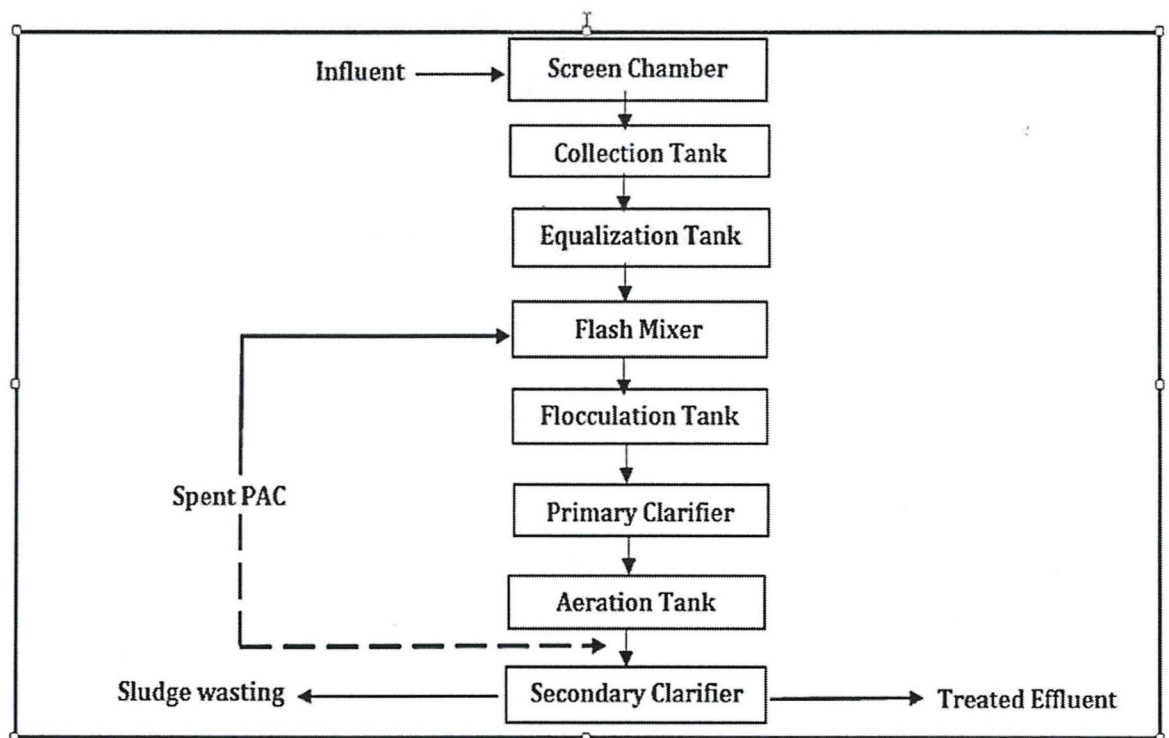 Influent
Screen Chamber
Collection Tank
Equalization Tank
Flash Mixer
Flocculation Tank
Spent PAC
Primary Clarifier
Aeration Tank
Sludge wasting
Secondary Clarifier
Treated Effluent